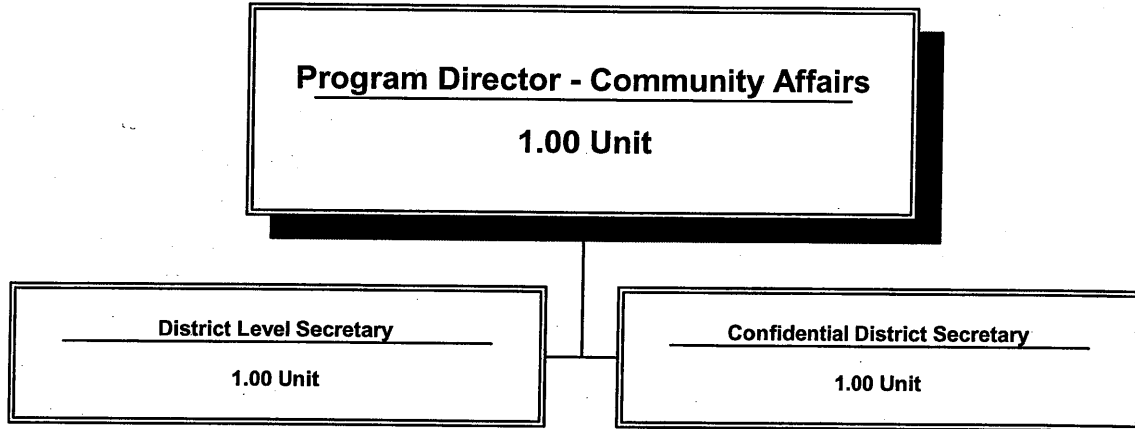 Program Director - Community Affairs
1.00 Unit
District Level Secretary
1.00 Unit
Confidential District Secretary
1.00 Unit